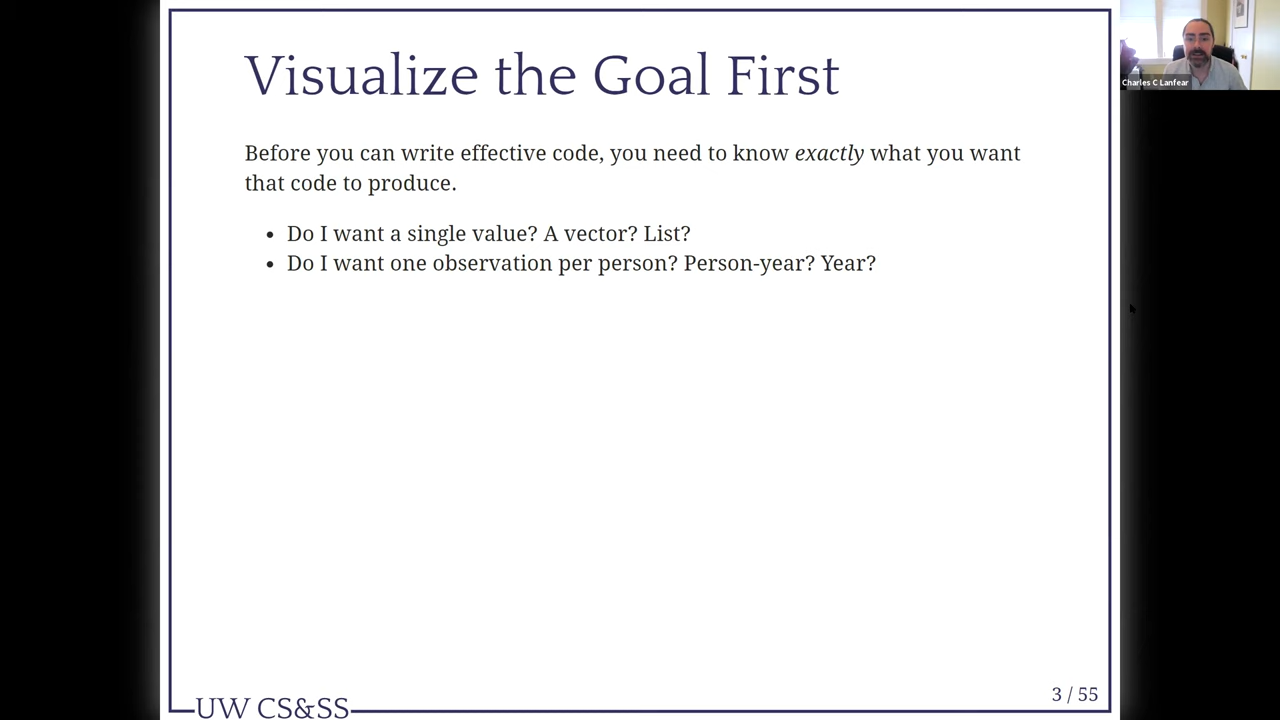 Visualize the Goal First
Charles C Lanfear
Before you can write effective code, you need to know exactly what you want
that code to produce.
• Do I want a single value? A vector? List?
• Do I want one observation per person? Person-year? Year?
3 / 55
UW CS&SS